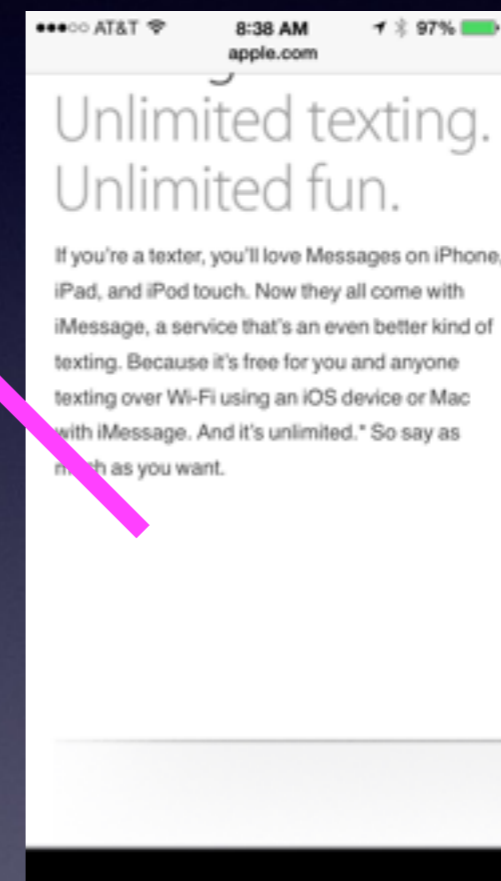 AT&T 8:38 AM 97%
apple.com
Unlimited texting.
Unlimited fun.
If you're a texter, you'll love Messages on iPhone,
iPad, and iPod touch. Now they all come with
iMessage, a service that's an even better kind of
texting. Because it's free for you and anyone
texting over Wi-Fi using an iOS device or Mac
with iMessage. And it's unlimited.* So say as
much as you want.